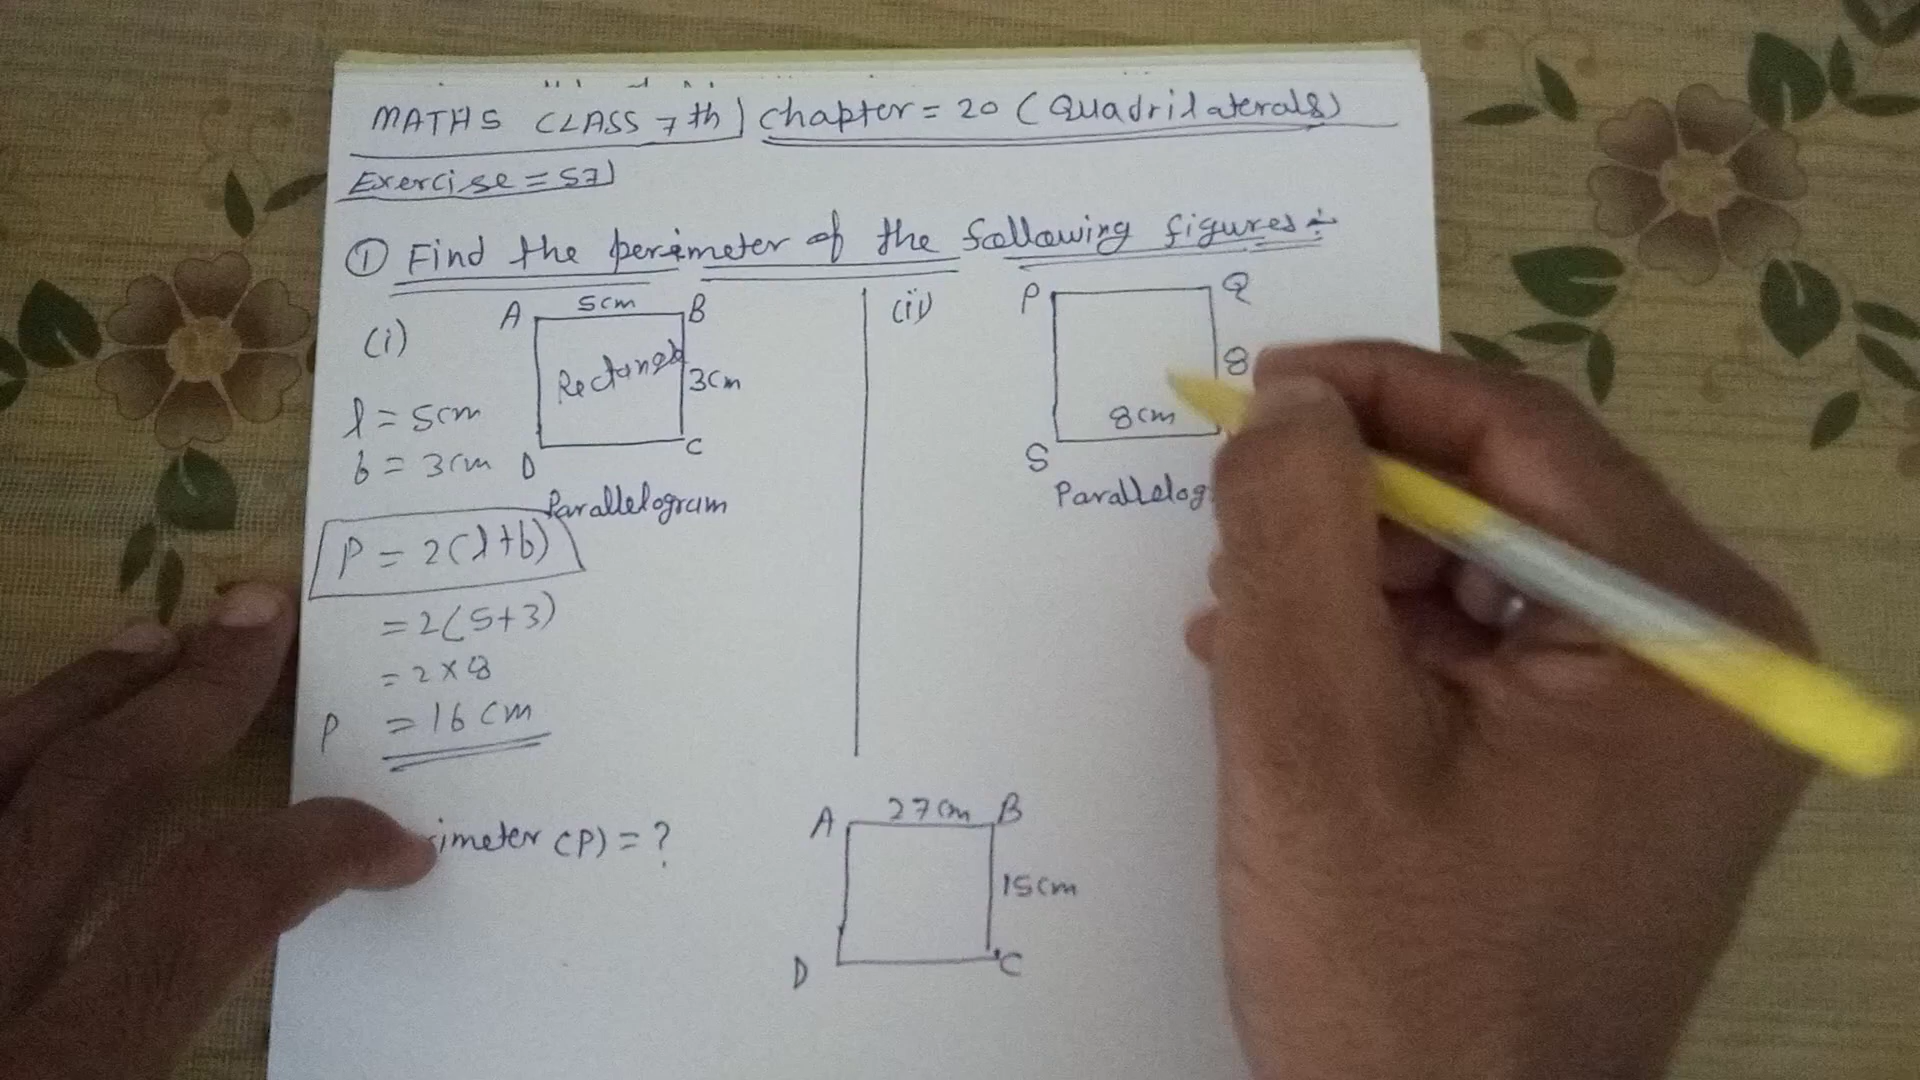 MATHS CLASS 7th | Chapter = 20 (Quadrilaterals)
Exercise = 57
① Find the perimeter of the following figures :-
(i)
A 5cm B
Rectangle
3cm
D C
Parallelogram
l = 5cm
b = 3cm
P = 2(l+b)
= 2(5+3)
= 2×8
P = 16 cm
(ii)
P Q
8
8cm
S
Parallelog
rimeter (P) = ?
A 27cm B
15cm
D C